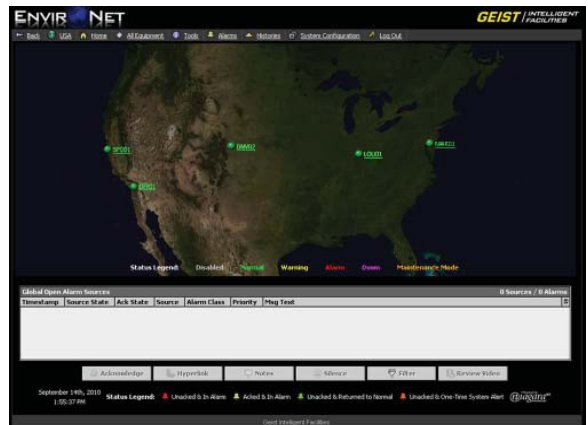 ENVIR NET
GEIST INTELLIGENT FACILITIES
Back USA Home All Equipment Tools Alarms Histories System Configuration Log Out
DNV02
LOU01
Status Legend: Disabled Normal Warning Alarm Down Maintenance Mode
Global Open Alarm Sources 0 Sources / 0 Alarms
Timestamp Source State Ack State Source Alarm Class Priority Msg Text
Acknowledge Hyperlink Notes Silence Filter Review Video
September 14th, 2010
1:55:37 PM
Status Legend: Unacked & In Alarm Acked & In Alarm Unacked & Returned to Normal Unacked & One-Time System Alert
niagara
Geist Intelligent Facilities